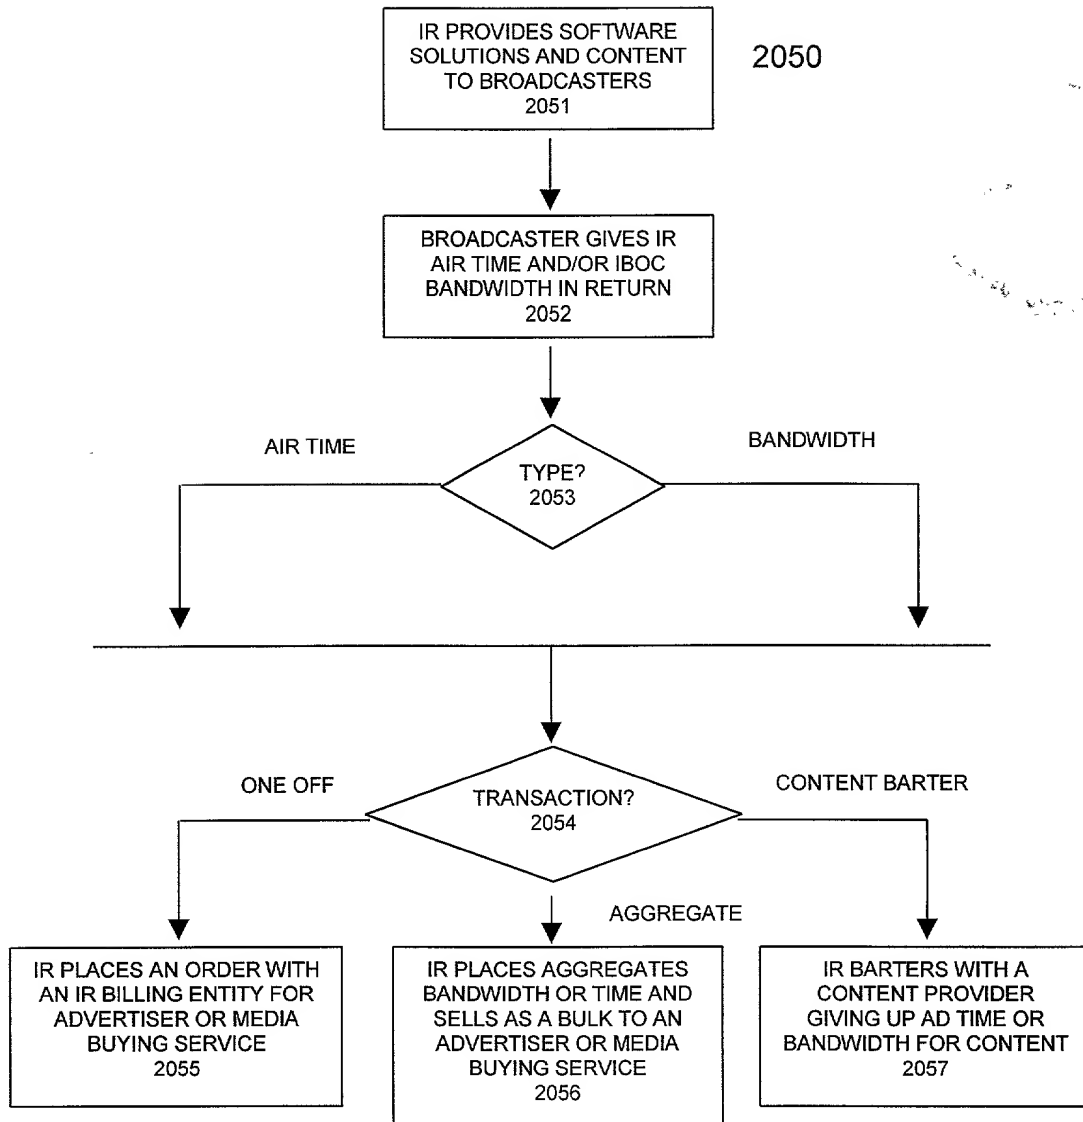 IR PROVIDES SOFTWARE
SOLUTIONS AND CONTENT
TO BROADCASTERS
2051
2050
BROADCASTER GIVES IR
AIR TIME AND/OR IBOC
BANDWIDTH IN RETURN
2052
AIR TIME
BANDWIDTH
TYPE?
2053
ONE OFF
CONTENT BARTER
TRANSACTION?
2054
AGGREGATE
IR PLACES AN ORDER WITH
AN IR BILLING ENTITY FOR
ADVERTISER OR MEDIA
BUYING SERVICE
2055
IR PLACES AGGREGATES
BANDWIDTH OR TIME AND
SELLS AS A BULK TO AN
ADVERTISER OR MEDIA
BUYING SERVICE
2056
IR BARTERS WITH A
CONTENT PROVIDER
GIVING UP AD TIME OR
BANDWIDTH FOR CONTENT
2057